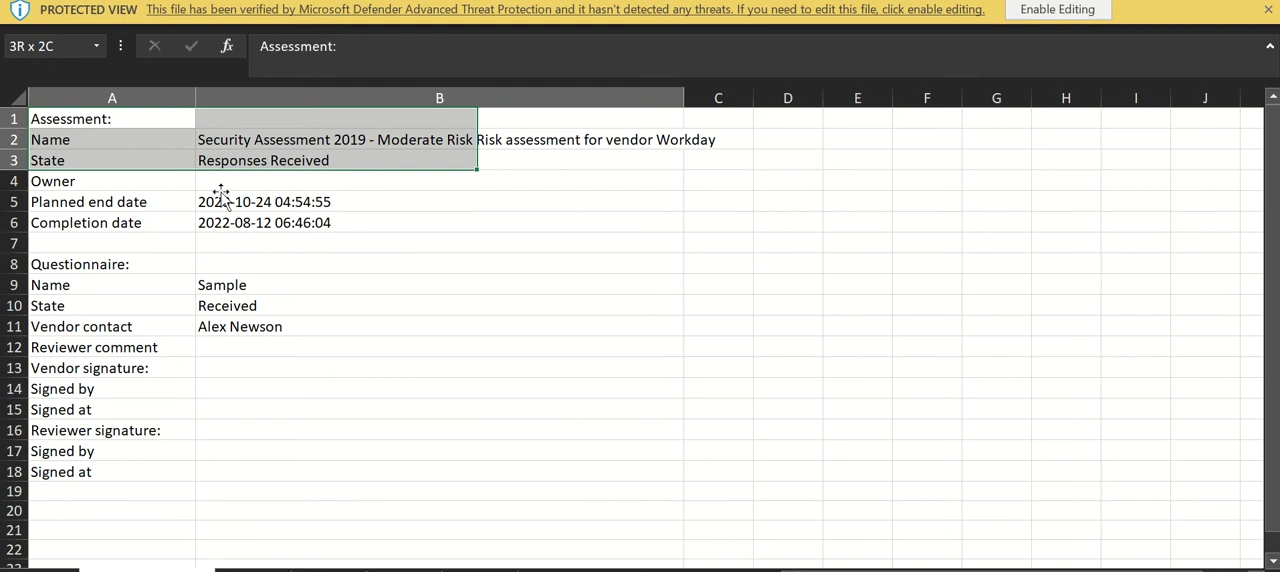 PROTECTED VIEW This file has been verified by Microsoft Defender Advanced Threat Protection and it hasn't detected any threats. If you need to edit this file, click enable editing. Enable Editing
3R x 2C fx Assessment:
A B C D E F G H I J
1 Assessment:
2 Name Security Assessment 2019 - Moderate Risk Risk assessment for vendor Workday
3 State Responses Received
4 Owner
5 Planned end date -10-24 04:54:55
6 Completion date 2022-08-12 06:46:04
7
8 Questionnaire:
9 Name Sample
10 State Received
11 Vendor contact Alex Newson
12 Reviewer comment
13 Vendor signature:
14 Signed by
15 Signed at
16 Reviewer signature:
17 Signed by
18 Signed at
19
20
21
22